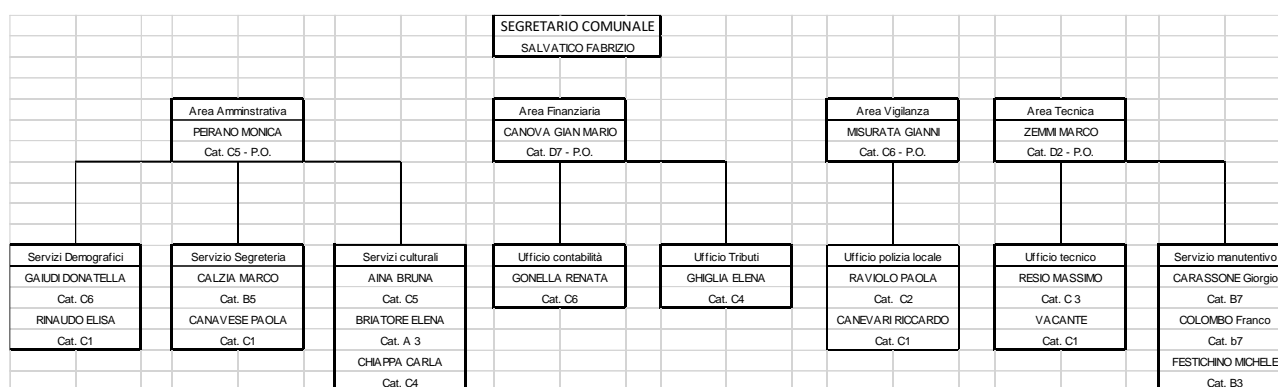 SEGRETARIO COMUNALE
SALVATICO FABRIZIO
Area Amminstrativa
PEIRANO MONICA
Cat. C5 - P.O.
Area Finanziaria
CANOVA GIAN MARIO
Cat. D7 - P.O.
Area Vigilanza
MISURATA GIANNI
Cat. C6 - P.O.
Area Tecnica
ZEMMI MARCO
Cat. D2 - P.O.
Servizi Demografici
GAIUDI DONATELLA
Cat. C6
RINAUDO ELISA
Cat. C1
Servizio Segreteria
CALZIA MARCO
Cat. B5
CANAVESE PAOLA
Cat. C1
Servizi culturali
AINA BRUNA
Cat. C5
BRIATORE ELENA
Cat. A 3
CHIAPPA CARLA
Cat. C4
Ufficio contabilità
GONELLA RENATA
Cat. C6
Ufficio Tributi
GHIGLIA ELENA
Cat. C4
Ufficio polizia locale
RAVIOLO PAOLA
Cat. C2
CANEVARI RICCARDO
Cat. C1
Ufficio tecnico
RESIO MASSIMO
Cat. C 3
VACANTE
Cat. C1
Servizio manutentivo
CARASSONE Giorgio
Cat. B7
COLOMBO Franco
Cat. b7
FESTICHINO MICHELE
Cat. B3